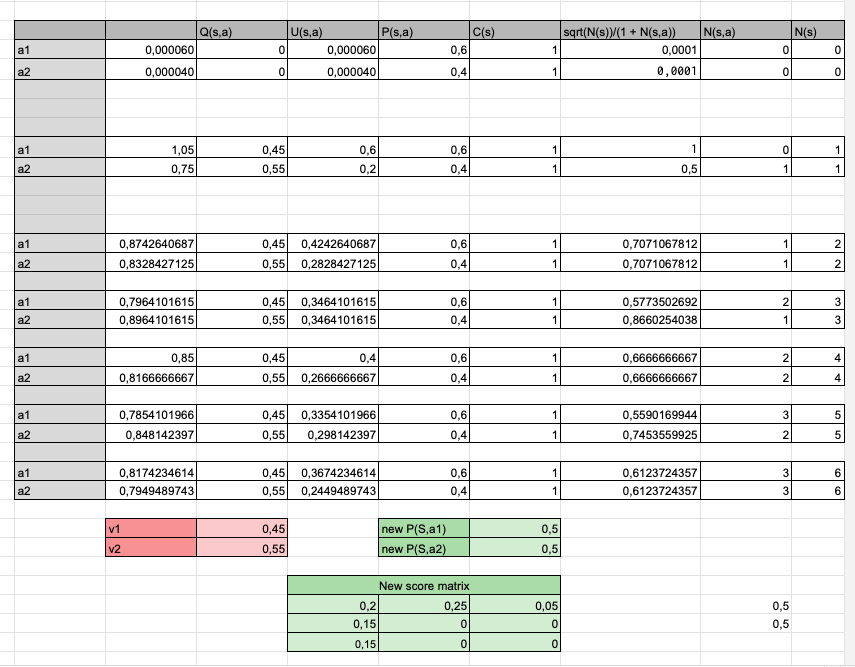 Q(s,a) U(s,a) P(s,a) C(s) sqrt(N(s))/(1 + N(s,a)) N(s,a) N(s)
a1 0,000060 0 0,000060 0,6 1 0,0001 0 0
a2 0,000040 0 0,000040 0,4 1 0,0001 0 0
a1 1,05 0,45 0,6 0,6 1 1 0 1
a2 0,75 0,55 0,2 0,4 1 0,5 1 1
a1 0,8742640687 0,45 0,4242640687 0,6 1 0,7071067812 1 2
a2 0,8328427125 0,55 0,2828427125 0,4 1 0,7071067812 1 2
a1 0,7964101615 0,45 0,3464101615 0,6 1 0,5773502692 2 3
a2 0,8964101615 0,55 0,3464101615 0,4 1 0,8660254038 1 3
a1 0,85 0,45 0,4 0,6 1 0,6666666667 2 4
a2 0,8166666667 0,55 0,2666666667 0,4 1 0,6666666667 2 4
a1 0,7854101966 0,45 0,3354101966 0,6 1 0,5590169944 3 5
a2 0,848142397 0,55 0,298142397 0,4 1 0,7453559925 2 5
a1 0,8174234614 0,45 0,3674234614 0,6 1 0,6123724357 3 6
a2 0,7949489743 0,55 0,2449489743 0,4 1 0,6123724357 3 6
v1 0,45 new P(S,a1) 0,5
v2 0,55 new P(S,a2) 0,5
New score matrix
0,2 0,25 0,05 0,5
0,15 0 0 0,5
0,15 0 0